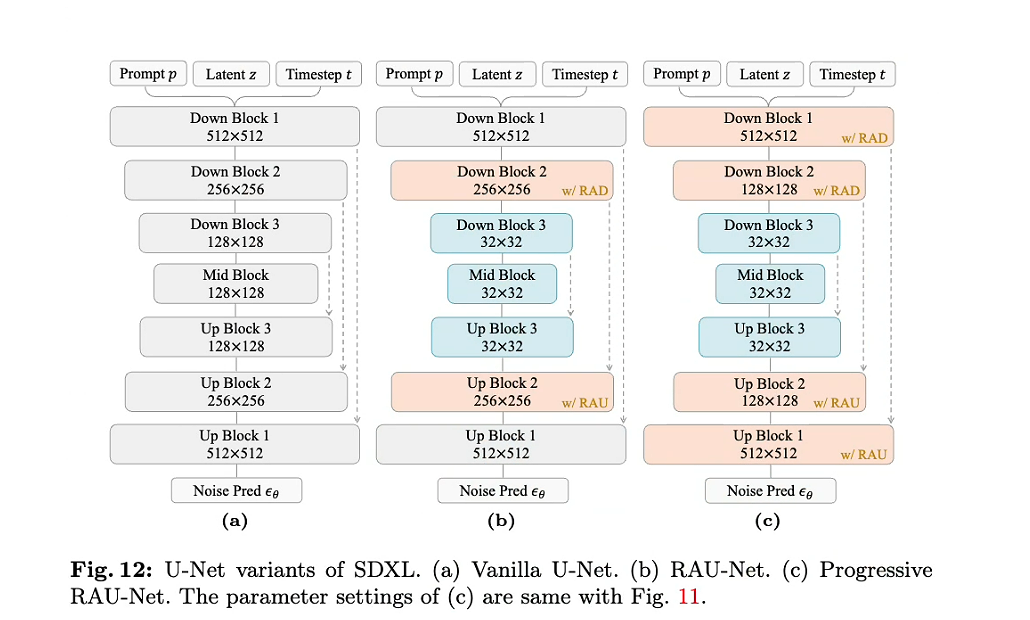 Prompt p Latent z Timestep t Prompt p Latent z Timestep t Prompt p Latent z Timestep t
Down Block 1
512×512
Down Block 2
256×256
Down Block 3
128×128
Mid Block
128×128
Up Block 3
128×128
Up Block 2
256×256
Up Block 1
512×512
Noise Pred ϵθ
(a)
Down Block 1
512×512
Down Block 2
256×256 w/ RAD
Down Block 3
32×32
Mid Block
32×32
Up Block 3
32×32
Up Block 2
256×256 w/ RAU
Up Block 1
512×512
Noise Pred ϵθ
(b)
Down Block 1
512×512 w/ RAD
Down Block 2
128×128 w/ RAD
Down Block 3
32×32
Mid Block
32×32
Up Block 3
32×32
Up Block 2
128×128 w/ RAU
Up Block 1
512×512 w/ RAU
Noise Pred ϵθ
(c)
Fig. 12: U-Net variants of SDXL. (a) Vanilla U-Net. (b) RAU-Net. (c) Progressive
RAU-Net. The parameter settings of (c) are same with Fig. 11.